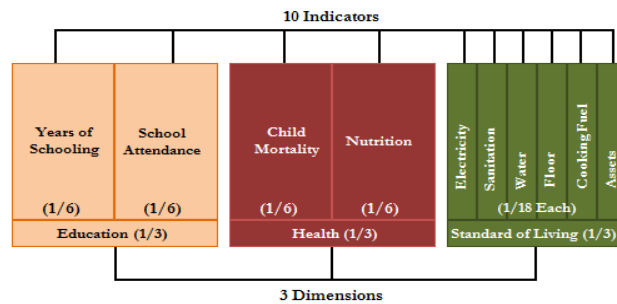 10 Indicators
Years of
Schooling
School
Attendance
(1/6)
(1/6)
Education (1/3)
Child
Mortality
Nutrition
(1/6)
(1/6)
Health (1/3)
Electricity
Sanitation
Water
Floor
Cooking Fuel
Assets
(1/18 Each)
Standard of Living (1/3)
3 Dimensions